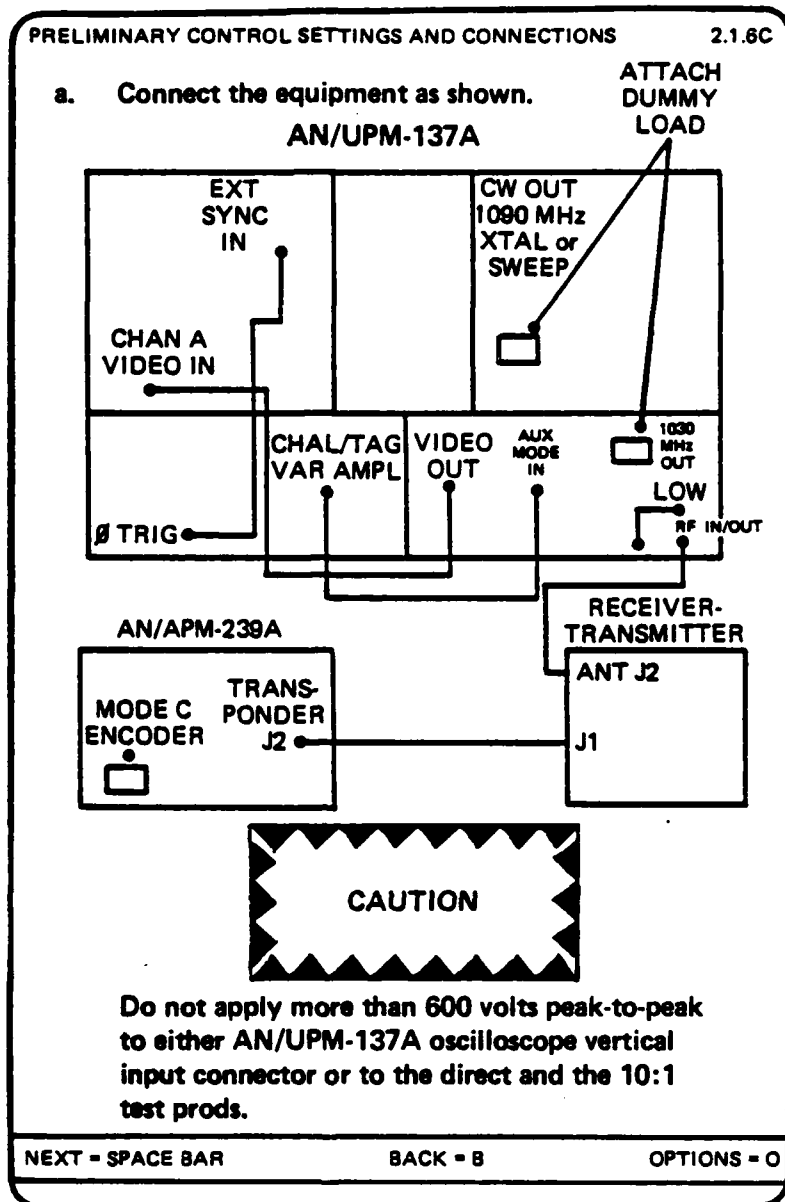 PRELIMINARY CONTROL SETTINGS AND CONNECTIONS 2.1.6C
a. Connect the equipment as shown.
ATTACH
DUMMY
LOAD
AN/UPM-137A
EXT
SYNC
IN
CW OUT
1090 MHz
XTAL or
SWEEP
CHAN A
VIDEO IN
CHAL/TAG
VAR AMPL
VIDEO
OUT
AUX
MODE
IN
1030
MHz
OUT
LOW
RF IN/OUT
Ø TRIG
AN/APM-239A
RECEIVER-
TRANSMITTER
MODE C
ENCODER
TRANS-
PONDER
J2
ANT J2
J1
CAUTION
Do not apply more than 600 volts peak-to-peak
to either AN/UPM-137A oscilloscope vertical
input connector or to the direct and the 10:1
test prods.
NEXT = SPACE BAR BACK = B OPTIONS = O